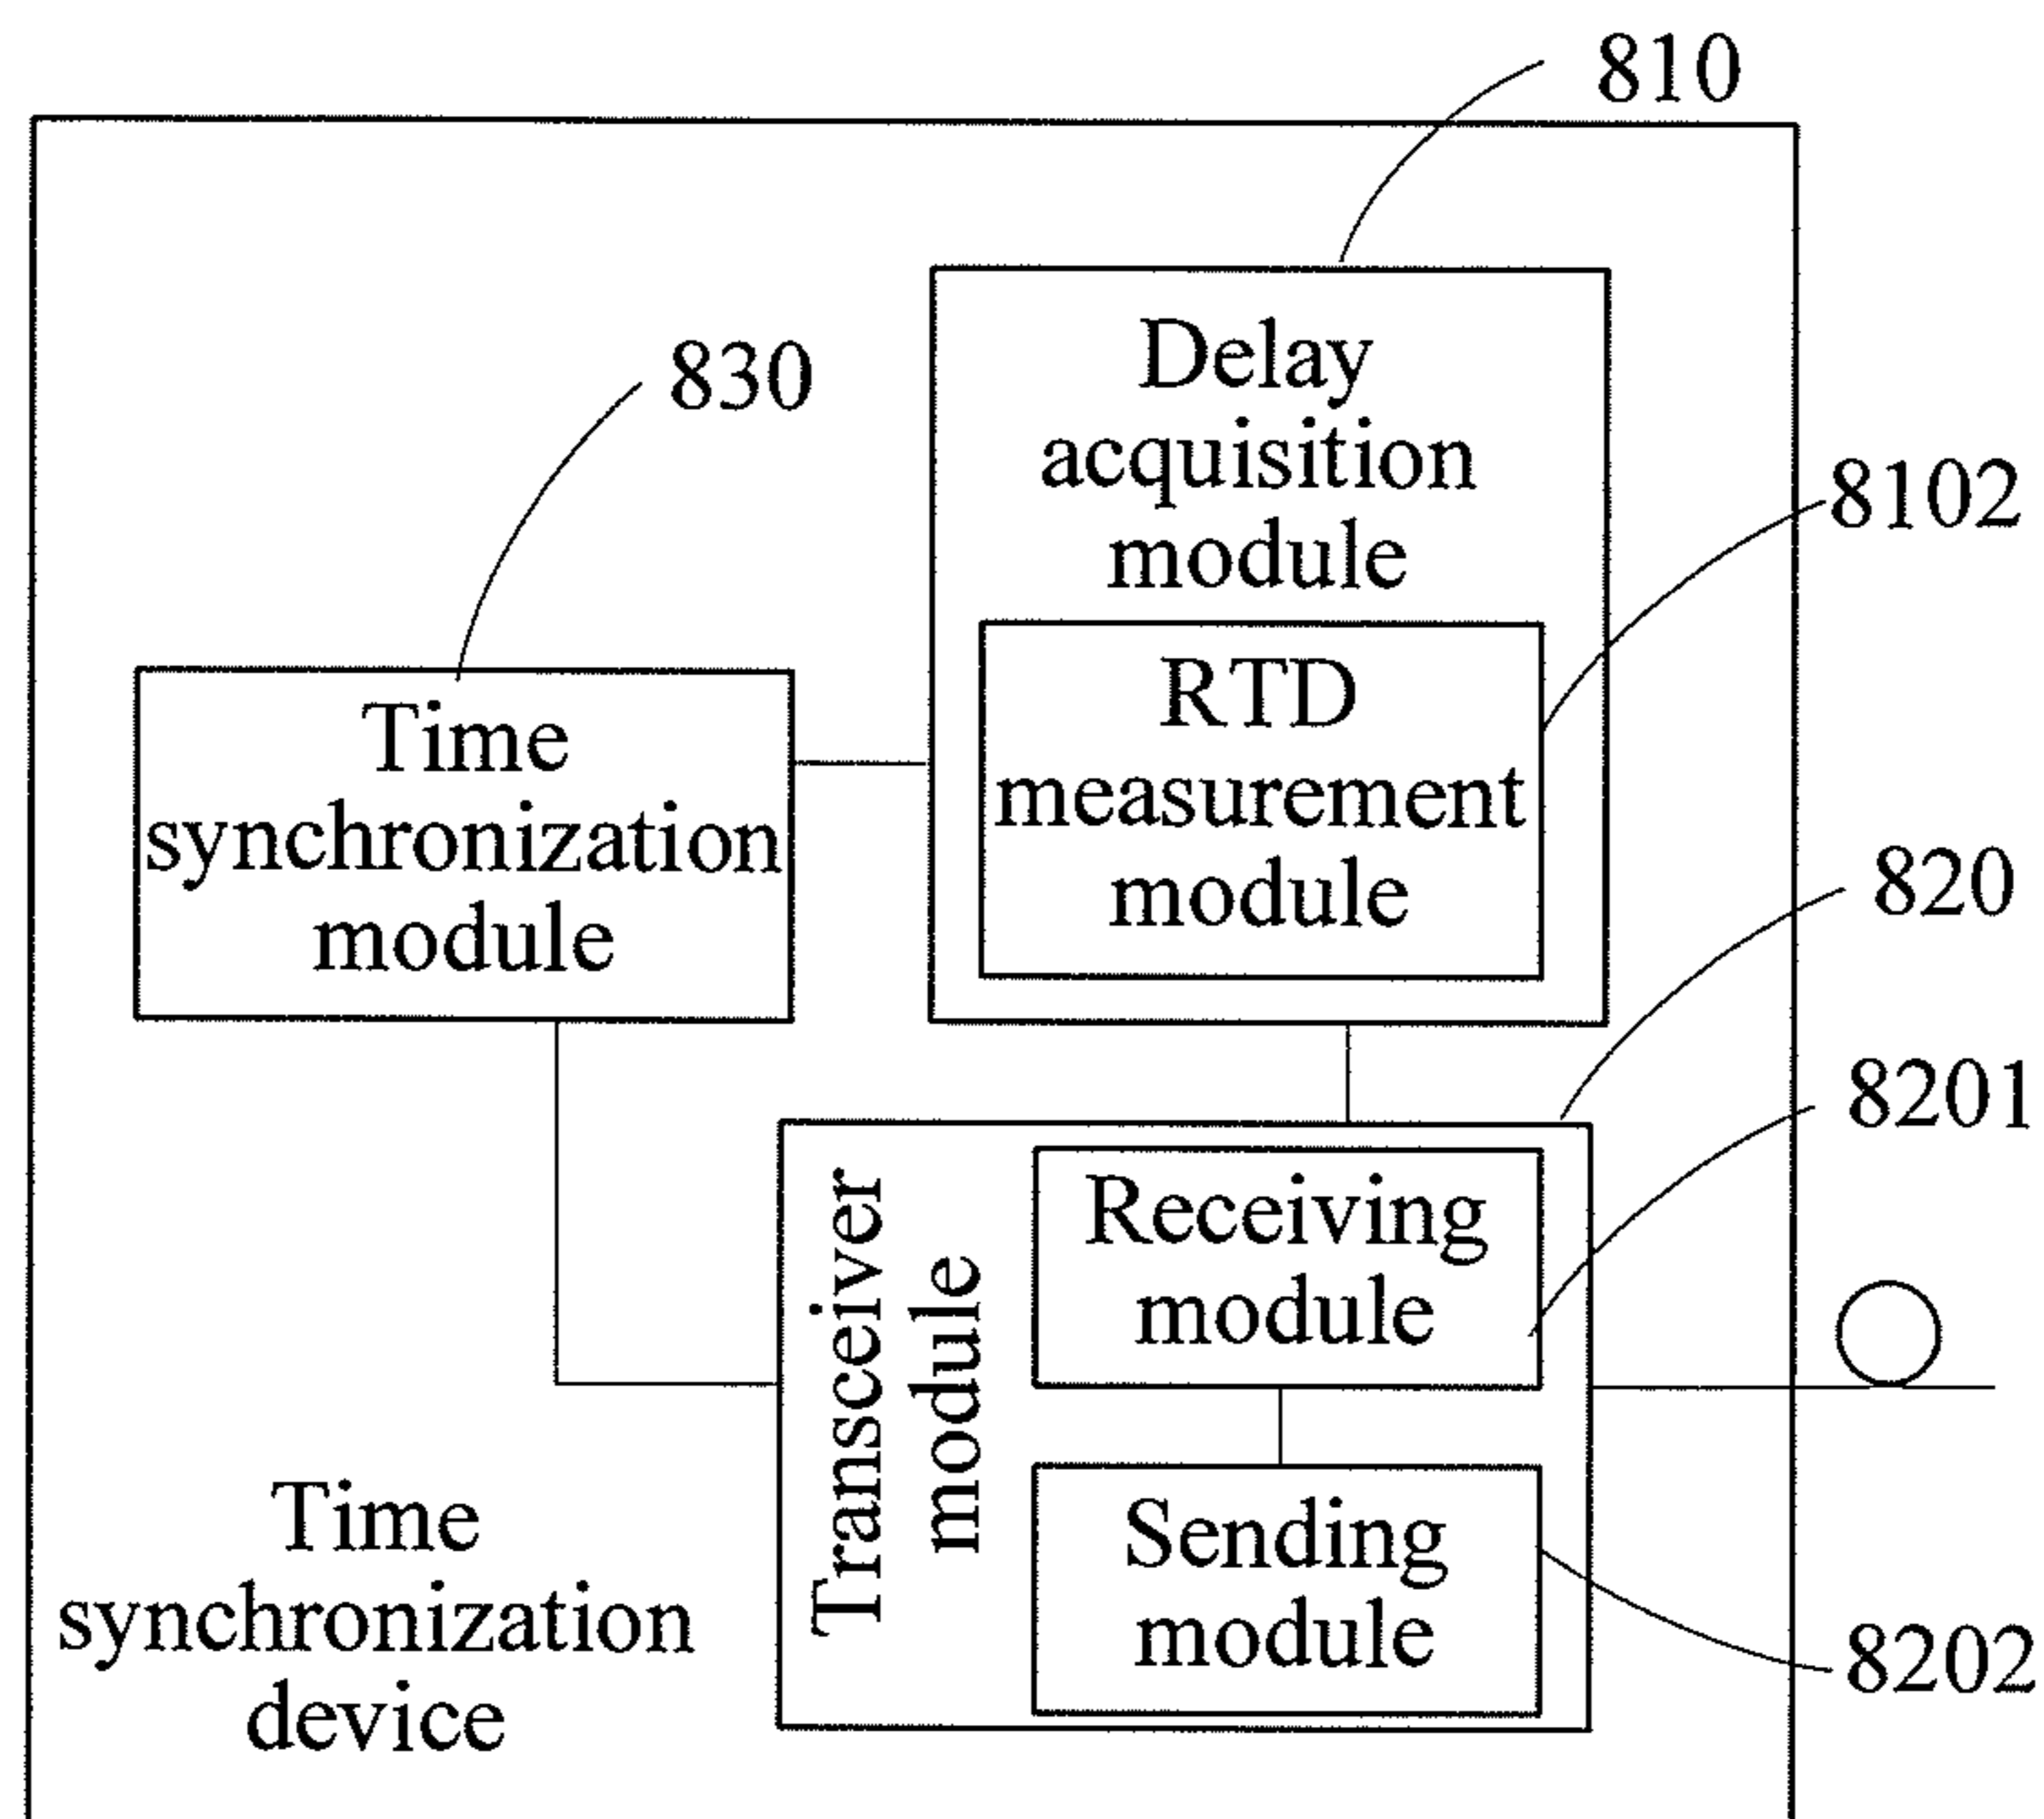 810
Delay
acquisition
module
830
8102
RTD
measurement
module
Time
synchronization
module
820
8201
Transceiver
module
Receiving
module
Sending
module
8202
Time
synchronization
device